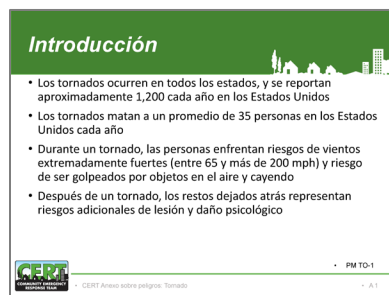 Introducción
• Los tornados ocurren en todos los estados, y se reportan
aproximadamente 1,200 cada año en los Estados Unidos
• Los tornados matan a un promedio de 35 personas en los Estados
Unidos cada año
• Durante un tornado, las personas enfrentan riesgos de vientos
extremadamente fuertes (entre 65 y más de 200 mph) y riesgo
de ser golpeados por objetos en el aire y cayendo
• Después de un tornado, los restos dejados atrás representan
riesgos adicionales de lesión y daño psicológico
• PM TO-1
CERT
COMMUNITY EMERGENCY
RESPONSE TEAM
• CERT Anexo sobre peligros: Tornado
• A 1